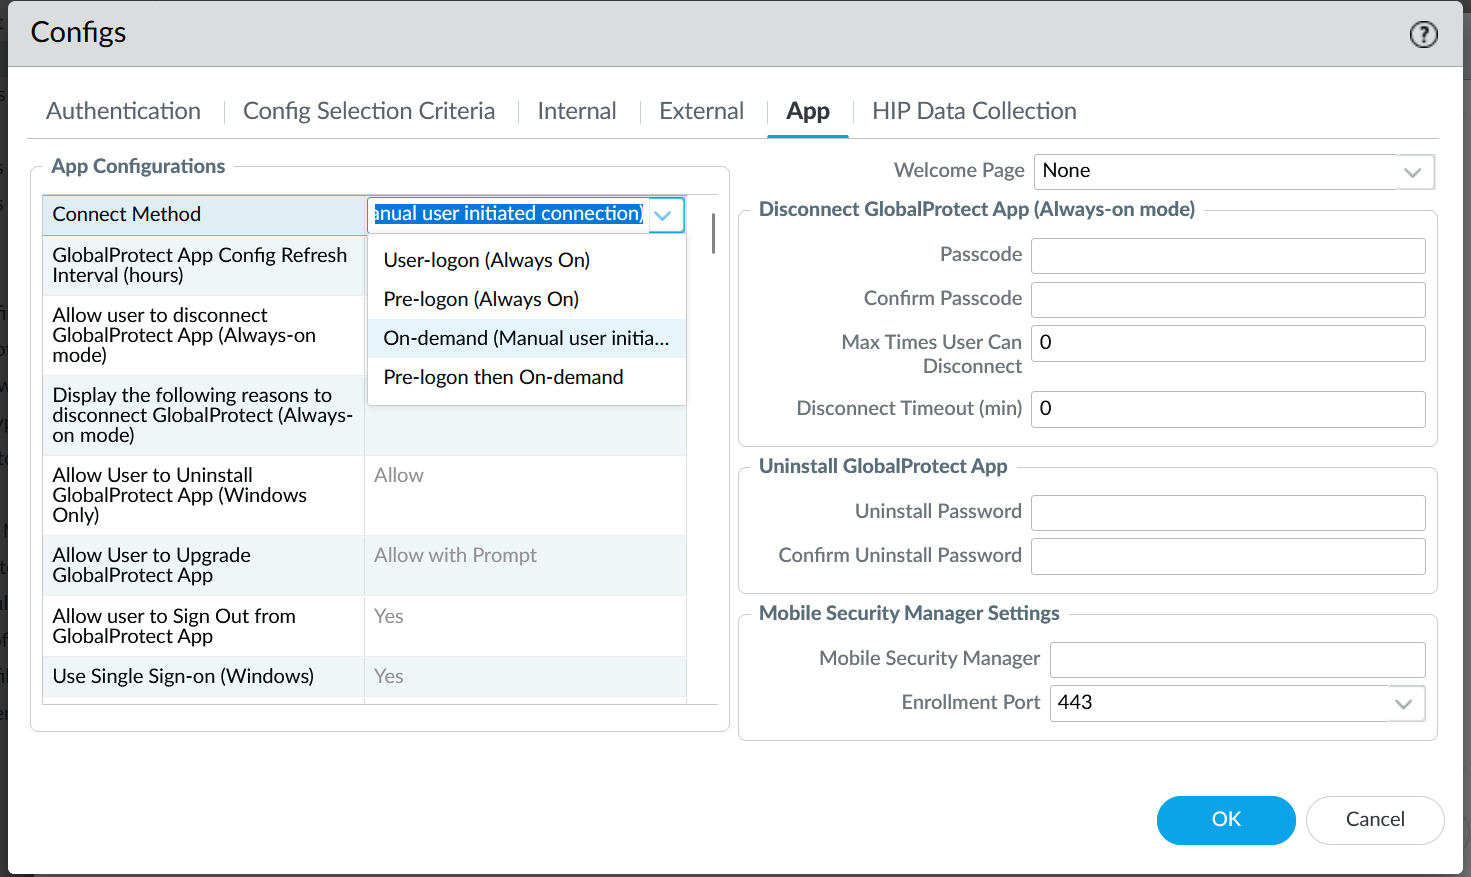 Configs
?
Authentication
Config Selection Criteria
Internal
External
App
HIP Data Collection
App Configurations
Connect Method
anual user initiated connection)
User-logon (Always On)
Pre-logon (Always On)
On-demand (Manual user initia...
Pre-logon then On-demand
GlobalProtect App Config Refresh
Interval (hours)
Allow user to disconnect
GlobalProtect App (Always-on
mode)
Display the following reasons to
disconnect GlobalProtect (Always-
on mode)
Allow User to Uninstall
GlobalProtect App (Windows
Only)
Allow
Allow User to Upgrade
GlobalProtect App
Allow with Prompt
Allow user to Sign Out from
GlobalProtect App
Yes
Use Single Sign-on (Windows)
Yes
Welcome Page
None
Disconnect GlobalProtect App (Always-on mode)
Passcode
Confirm Passcode
Max Times User Can
Disconnect
0
Disconnect Timeout (min)
0
Uninstall GlobalProtect App
Uninstall Password
Confirm Uninstall Password
Mobile Security Manager Settings
Mobile Security Manager
Enrollment Port
443
OK
Cancel